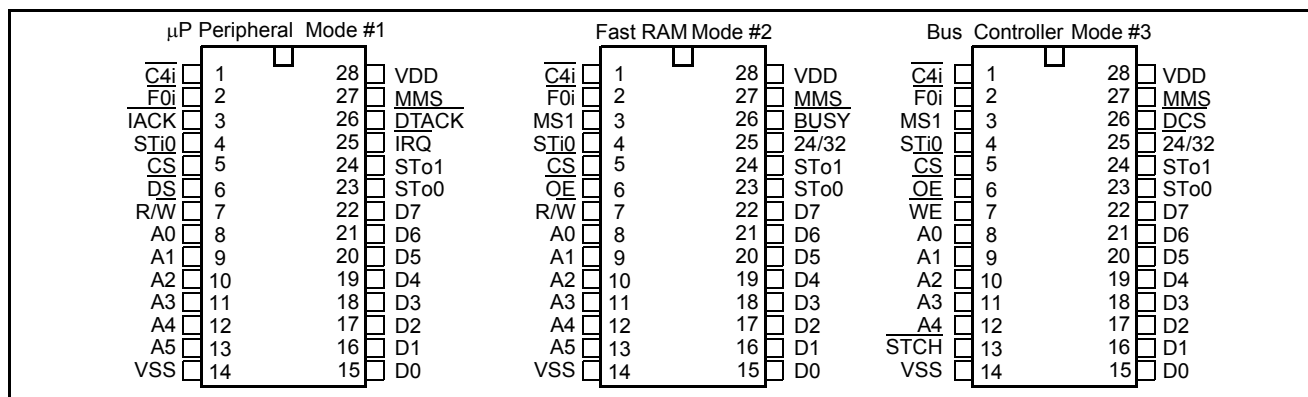 µP Peripheral Mode #1 Fast RAM Mode #2 Bus Controller Mode #3
C4i 1 28 VDD C4i 1 28 VDD C4i 1 28 VDD
F0i 2 27 MMS F0i 2 27 MMS F0i 2 27 MMS
IACK 3 26 DTACK MS1 3 26 BUSY MS1 3 26 DCS
STi0 4 25 IRQ STi0 4 25 24/32 STi0 4 25 24/32
CS 5 24 STo1 CS 5 24 STo1 CS 5 24 STo1
DS 6 23 STo0 OE 6 23 STo0 OE 6 23 STo0
R/W 7 22 D7 R/W 7 22 D7 WE 7 22 D7
A0 8 21 D6 A0 8 21 D6 A0 8 21 D6
A1 9 20 D5 A1 9 20 D5 A1 9 20 D5
A2 10 19 D4 A2 10 19 D4 A2 10 19 D4
A3 11 18 D3 A3 11 18 D3 A3 11 18 D3
A4 12 17 D2 A4 12 17 D2 A4 12 17 D2
A5 13 16 D1 A5 13 16 D1 STCH 13 16 D1
VSS 14 15 D0 VSS 14 15 D0 VSS 14 15 D0